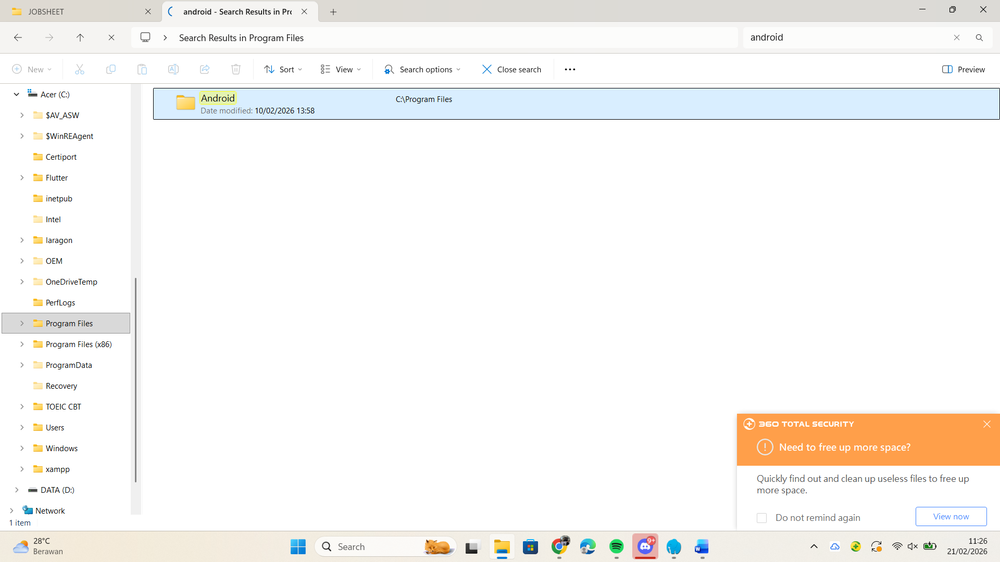 JOBSHEET
android - Search Results in Pro
Search Results in Program Files
android
New
Sort
View
Search options
Close search
Preview
Acer (C:)
$AV_ASW
$WinREAgent
Certiport
Flutter
inetpub
Intel
laragon
OEM
OneDriveTemp
PerfLogs
Program Files
Program Files (x86)
ProgramData
Recovery
TOEIC CBT
Users
Windows
xampp
DATA (D:)
Network
1 item
Android
C:\Program Files
Date modified: 10/02/2026 13:58
360 TOTAL SECURITY
Need to free up more space?
Quickly find out and clean up useless files to free up
more space.
Do not remind again
View now
28°C
Berawan
Search
9+
11:26
21/02/2026